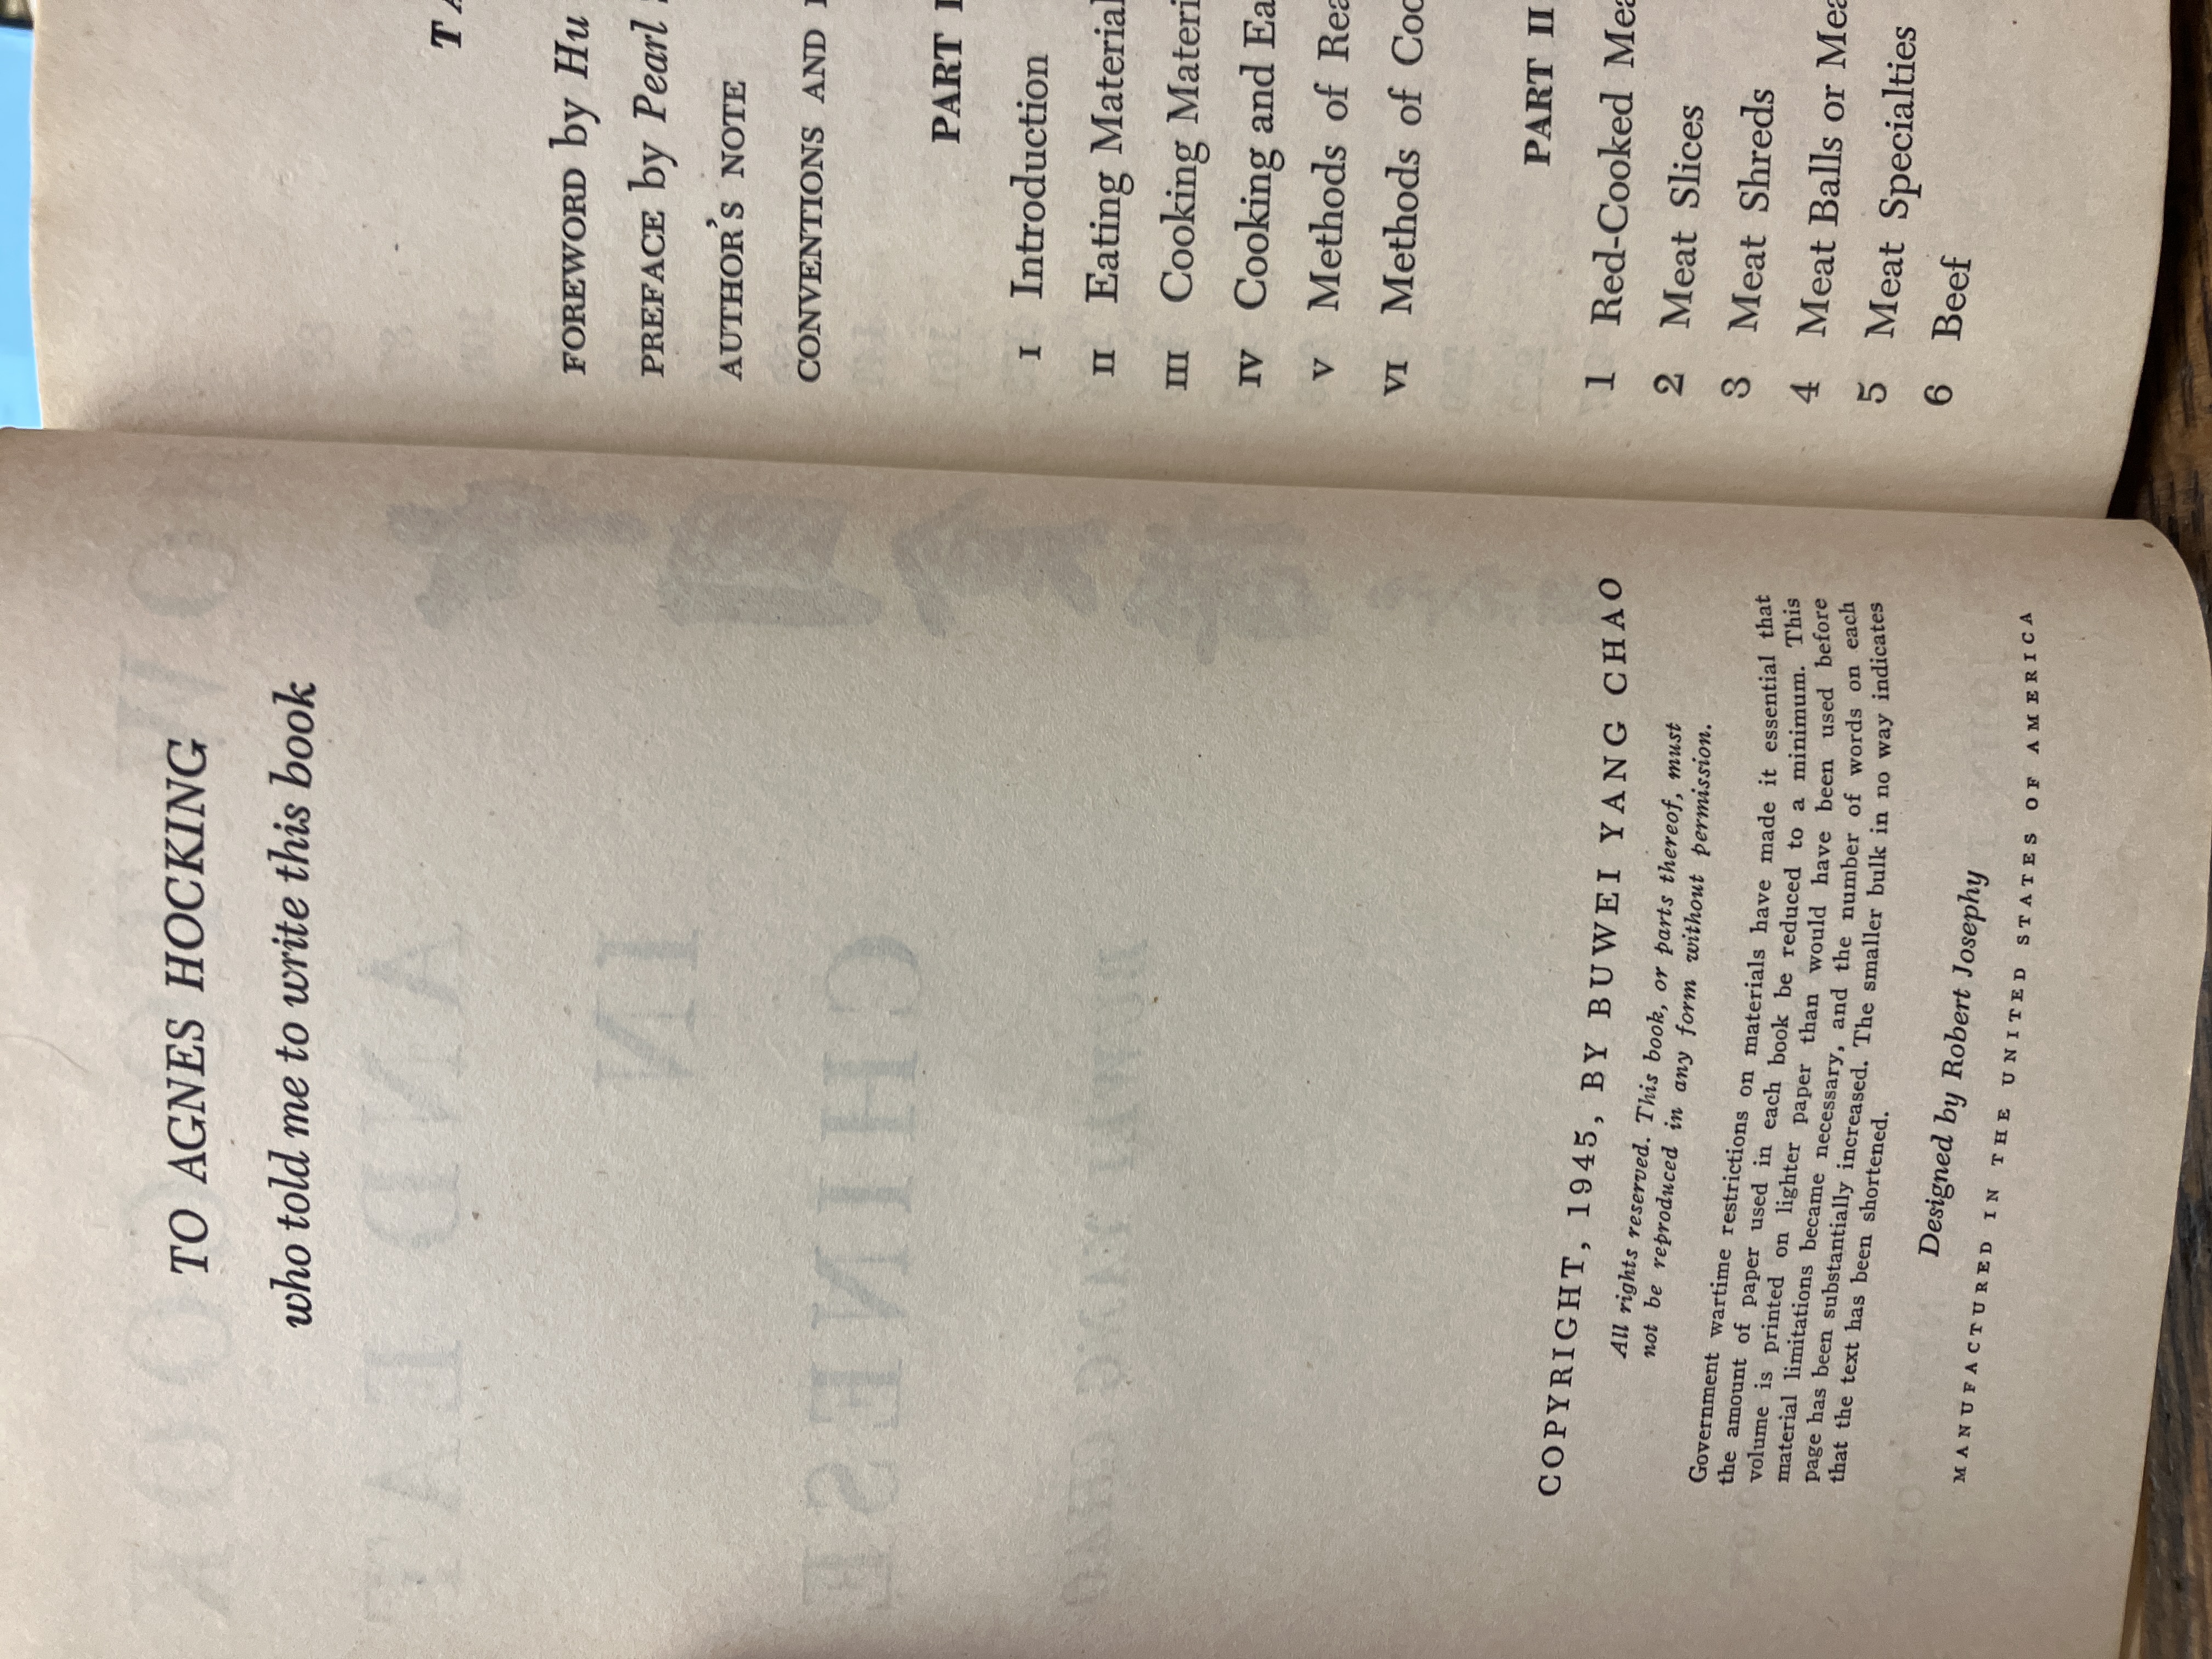 TO AGNES HOCKING
who told me to write this book
COPYRIGHT, 1945, BY BUWEI YANG CHAO
All rights reserved. This book, or parts thereof, must
not be reproduced in any form without permission.
Government wartime restrictions on materials have made it essential that
the amount of paper used in each book be reduced to a minimum. This
volume is printed on lighter paper than would have been used before
material limitations became necessary, and the number of words on each
page has been substantially increased. The smaller bulk in no way indicates
that the text has been shortened.
Designed by Robert Josephy
MANUFACTURED IN THE UNITED STATES OF AMERICA
FOREWORD by Hu
PREFACE by Pearl
AUTHOR'S NOTE
CONVENTIONS AND
PART I
I Introduction
II Eating Material
III Cooking Materi
IV Cooking and Ea
V Methods of Rea
VI Methods of Coo
PART II
1 Red-Cooked Mea
2 Meat Slices
3 Meat Shreds
4 Meat Balls or Mea
5 Meat Specialties
6 Beef